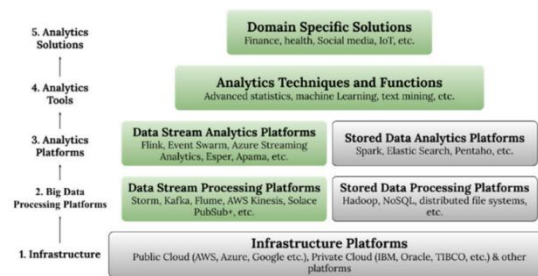 5. Analytics
Solutions
Domain Specific Solutions
Finance, health, Social media, IoT, etc.
4. Analytics
Tools
Analytics Techniques and Functions
Advanced statistics, machine Learning, text mining, etc.
3. Analytics
Platforms
Data Stream Analytics Platforms
Flink, Event Swarm, Azure Streaming
Analytics, Esper, Apama, etc.
Stored Data Analytics Platforms
Spark, Elastic Search, Pentaho, etc.
2. Big Data
Processing Platforms
Data Stream Processing Platforms
Storm, Kafka, Flume, AWS Kinesis, Solace
PubSub+, etc.
Stored Data Processing Platforms
Hadoop, NoSQL, distributed file systems,
etc.
1. Infrastructure
Infrastructure Platforms
Public Cloud (AWS, Azure, Google etc.), Private Cloud (IBM, Oracle, TIBCO, etc.) & other
platforms